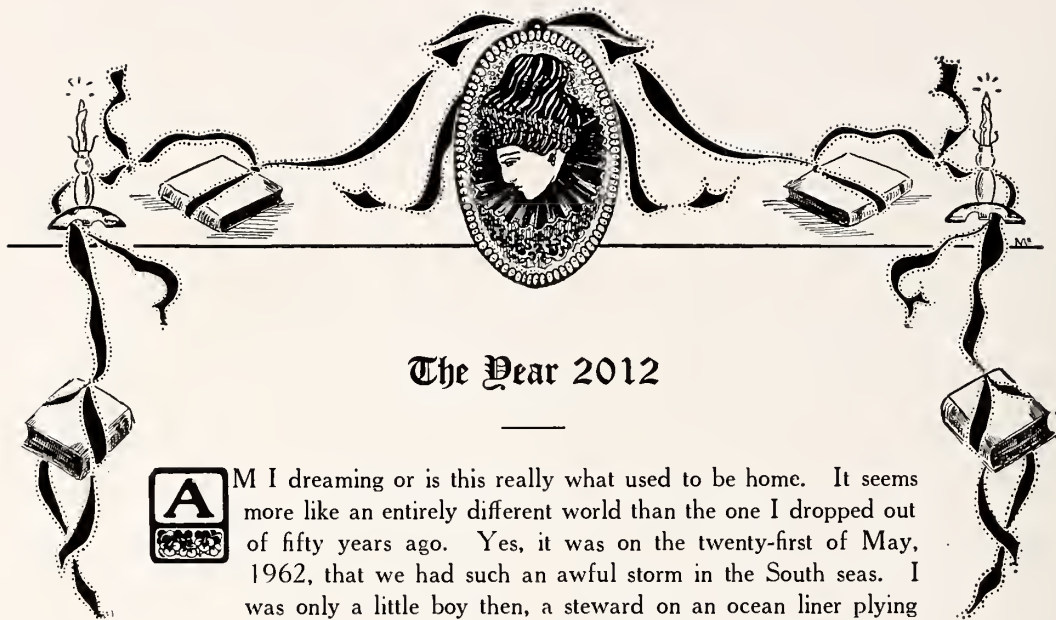 The Year 2012
AM I dreaming or is this really what used to be home. It seems
more like an entirely different world than the one I dropped out
of fifty years ago. Yes, it was on the twenty-first of May,
1962, that we had such an awful storm in the South seas. I
was only a little boy then, a steward on an ocean liner plying